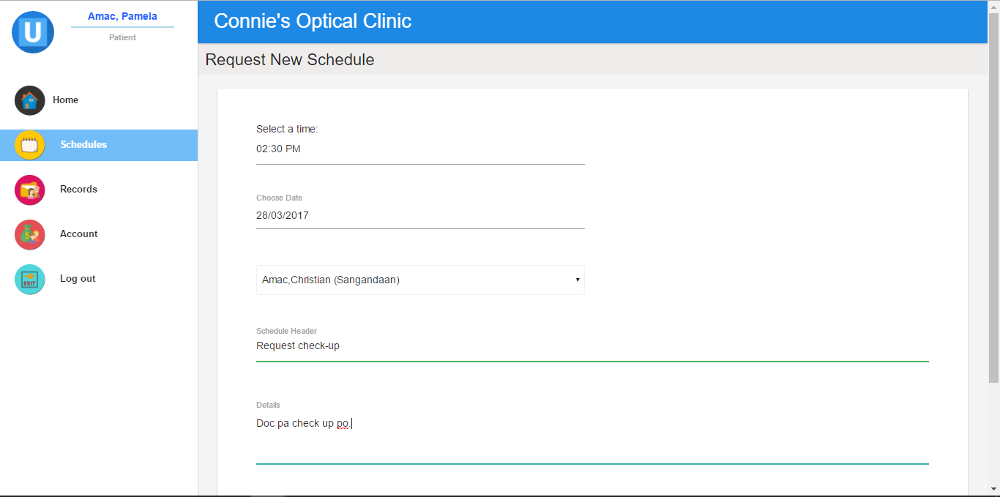 U
Amac, Pamela
Patient
Home
Schedules
Records
Account
EXIT
Log out
Connie's Optical Clinic
Request New Schedule
Select a time:
02:30 PM
Choose Date
28/03/2017
Amac,Christian (Sangandaan)
Schedule Header
Request check-up
Details
Doc pa check up po.